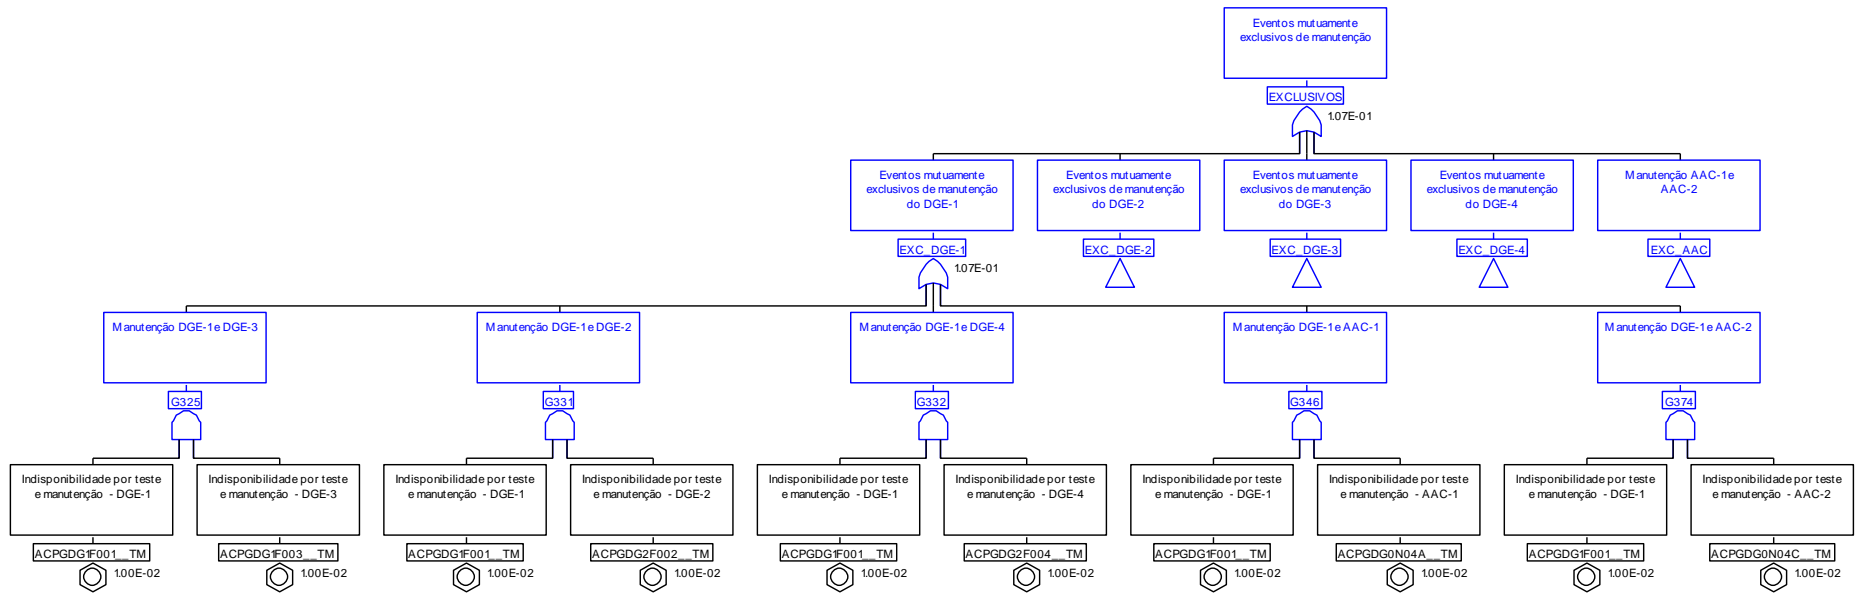 Eventos mutuamente
exclusivos de manutenção
EXCLUSIVOS
1.07E-01
Eventos mutuamente
exclusivos de manutenção
do DGE-1
EXC_DGE-1
1.07E-01
Eventos mutuamente
exclusivos de manutenção
do DGE-2
EXC_DGE-2
Eventos mutuamente
exclusivos de manutenção
do DGE-3
EXC_DGE-3
Eventos mutuamente
exclusivos de manutenção
do DGE-4
EXC_DGE-4
Manutenção AAC-1 e
AAC-2
EXC_AAC
Manutenção DGE-1 e DGE-3
G325
Manutenção DGE-1 e DGE-2
G331
Manutenção DGE-1 e DGE-4
G332
Manutenção DGE-1 e AAC-1
G346
Manutenção DGE-1 e AAC-2
G374
Indisponibilidade por teste
e manutenção - DGE-1
ACPGDG1F001__TM
1.00E-02
Indisponibilidade por teste
e manutenção - DGE-3
ACPGDG1F003__TM
1.00E-02
Indisponibilidade por teste
e manutenção - DGE-1
ACPGDG1F001__TM
1.00E-02
Indisponibilidade por teste
e manutenção - DGE-2
ACPGDG2F002__TM
1.00E-02
Indisponibilidade por teste
e manutenção - DGE-1
ACPGDG1F001__TM
1.00E-02
Indisponibilidade por teste
e manutenção - DGE-4
ACPGDG2F004__TM
1.00E-02
Indisponibilidade por teste
e manutenção - DGE-1
ACPGDG1F001__TM
1.00E-02
Indisponibilidade por teste
e manutenção - AAC-1
ACPGDG0N04A__TM
1.00E-02
Indisponibilidade por teste
e manutenção - DGE-1
ACPGDG1F001__TM
1.00E-02
Indisponibilidade por teste
e manutenção - AAC-2
ACPGDG0N04C__TM
1.00E-02